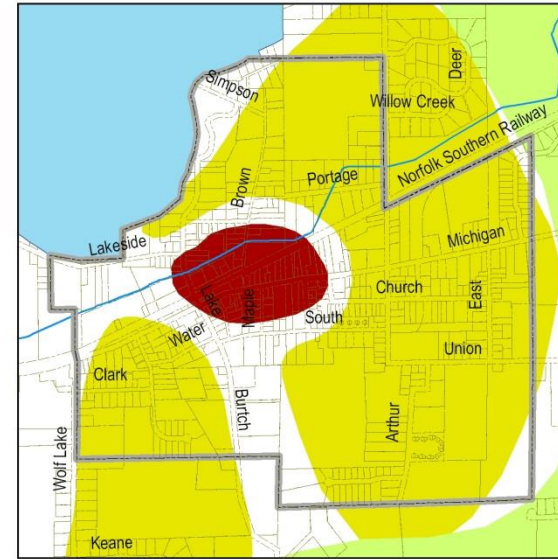 Simpson
Deer
Willow Creek
Norfolk Southern Railway
Brown
Portage
Lakeside
Michigan
Lake
Maple
Church
East
South
Water
Union
Clark
Burtch
Arthur
Wolf Lake
Keane